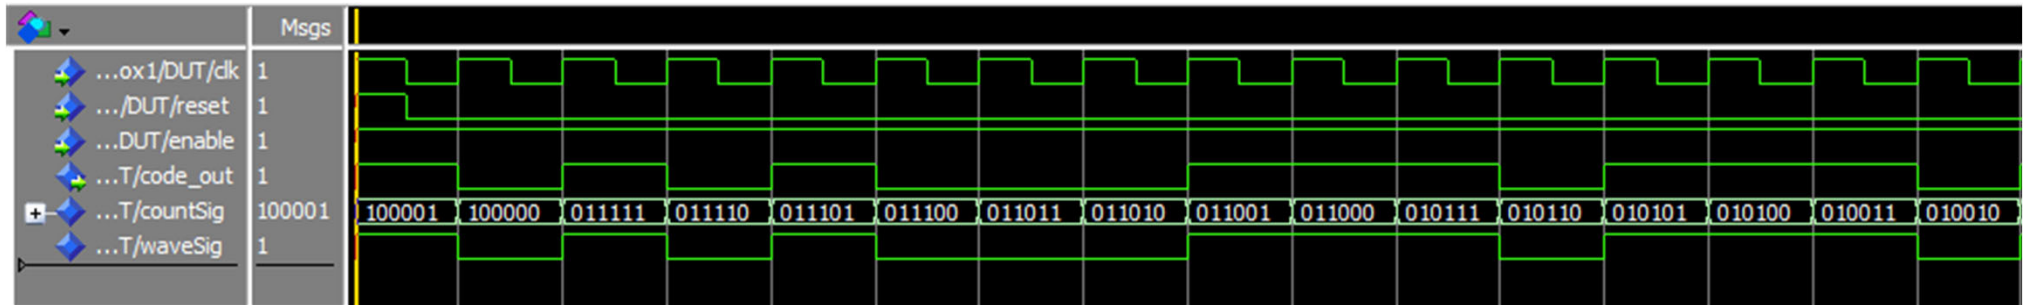 Msgs
...ox1/DUT/clk 1
.../DUT/reset 1
...DUT/enable 1
...T/code_out 1
...T/countSig 100001 100001 100000 011111 011110 011101 011100 011011 011010 011001 011000 010111 010110 010101 010100 010011 010010
...T/waveSig 1